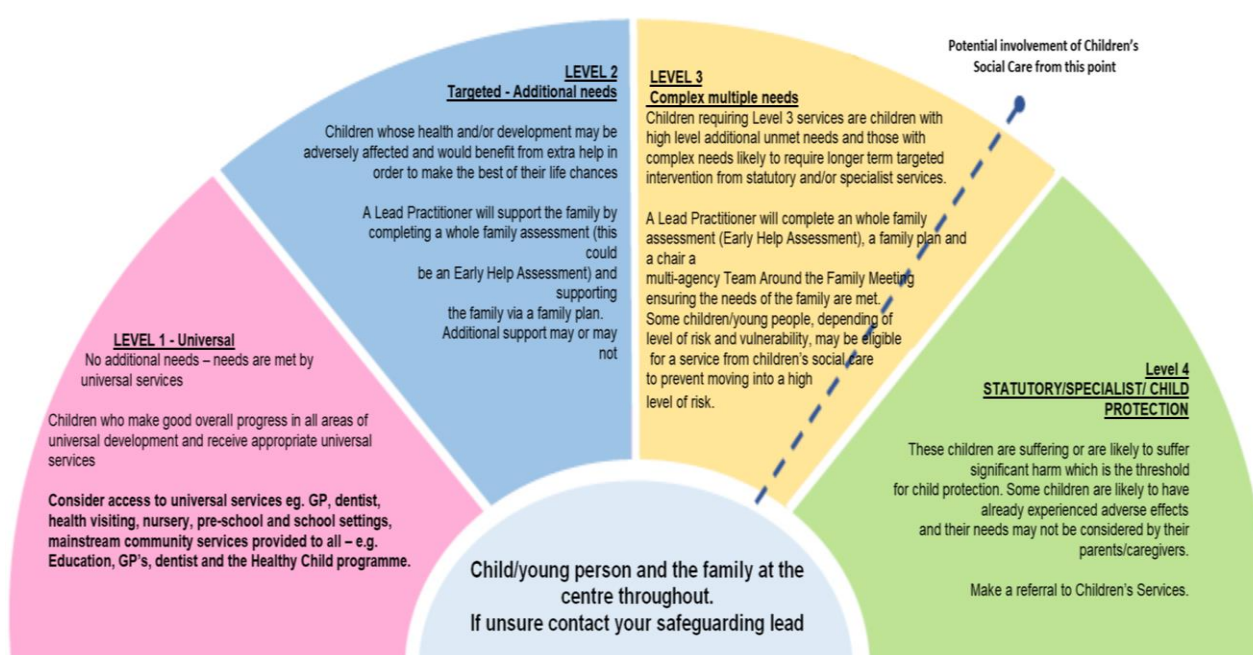 LEVEL 1 - Universal
No additional needs – needs are met by
universal services
Children who make good overall progress in all areas of
universal development and receive appropriate universal
services
Consider access to universal services eg. GP, dentist,
health visiting, nursery, pre-school and school settings,
mainstream community services provided to all – e.g.
Education, GP's, dentist and the Healthy Child programme.
LEVEL 2
Targeted - Additional needs
Children whose health and/or development may be
adversely affected and would benefit from extra help in
order to make the best of their life chances
A Lead Practitioner will support the family by
completing a whole family assessment (this
could
be an Early Help Assessment) and
supporting
the family via a family plan.
Additional support may or may
not
LEVEL 3
Complex multiple needs
Children requiring Level 3 services are children with
high level additional unmet needs and those with
complex needs likely to require longer term targeted
intervention from statutory and/or specialist services.
A Lead Practitioner will complete an whole family
assessment (Early Help Assessment), a family plan and
a chair a
multi-agency Team Around the Family Meeting
ensuring the needs of the family are met.
Some children/young people, depending of
level of risk and vulnerability, may be eligible
for a service from children's social care
to prevent moving into a high
level of risk.
Potential involvement of Children's
Social Care from this point
Level 4
STATUTORY/SPECIALIST/ CHILD
PROTECTION
These children are suffering or are likely to suffer
significant harm which is the threshold
for child protection. Some children are likely to have
already experienced adverse effects
and their needs may not be considered by their
parents/caregivers.
Make a referral to Children's Services.
Child/young person and the family at the
centre throughout.
If unsure contact your safeguarding lead